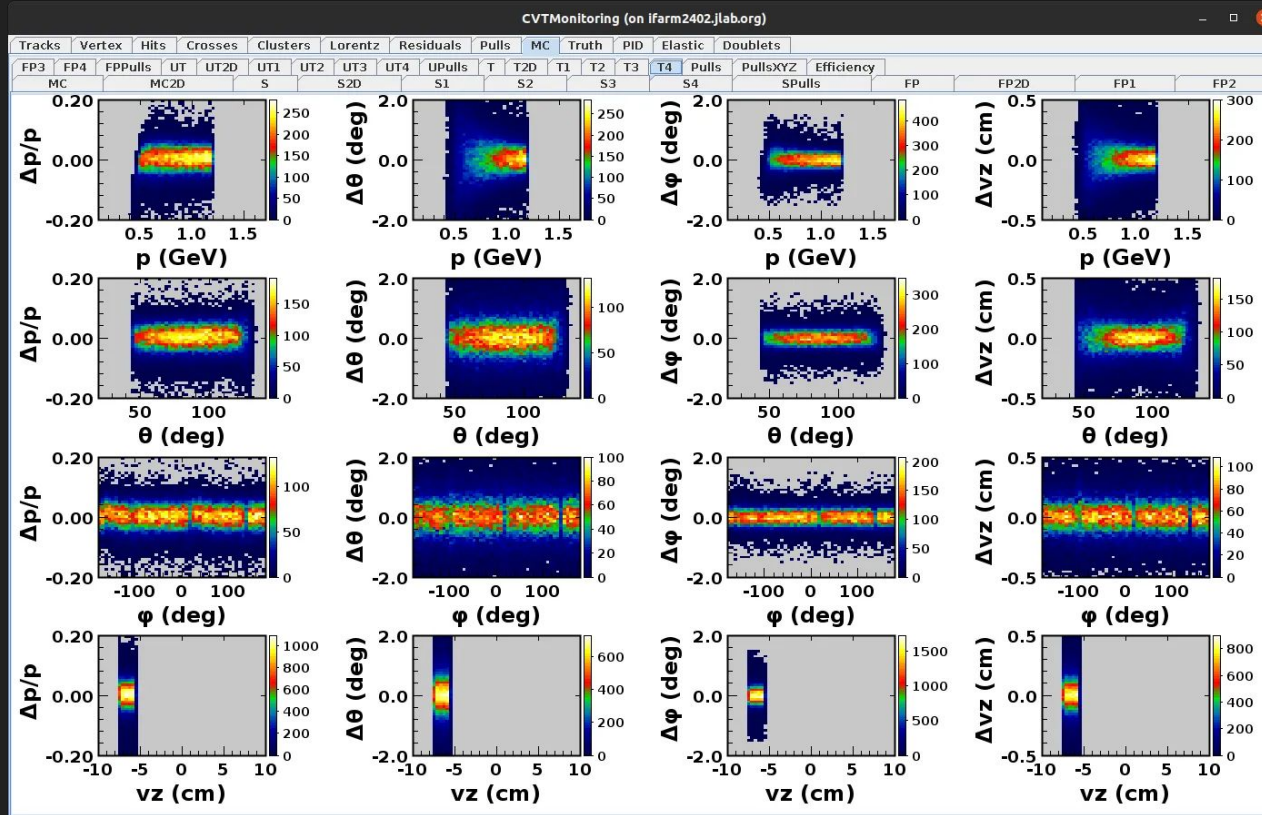 CVTMonitoring (on ifarm2402.jlab.org)
Tracks Vertex Hits Crosses Clusters Lorentz Residuals Pulls MC Truth PID Elastic Doublets
FP3 FP4 FPPulls UT UT2D UT1 UT2 UT3 UT4 UPulls T T2D T1 T2 T3 T4 Pulls PullsXYZ Efficiency
MC MC2D S S2D S1 S2 S3 S4 SPulls FP FP2D FP1 FP2
Δp/p
0.20
0.00
-0.20
0.5 1.0 1.5
p (GeV)
250
200
150
100
50
0
Δθ (deg)
2.0
0.0
-2.0
0.5 1.0 1.5
p (GeV)
250
200
150
100
50
0
Δφ (deg)
2.0
0.0
-2.0
0.5 1.0 1.5
p (GeV)
400
300
200
100
0
Δvz (cm)
0.5
0.0
-0.5
0.5 1.0 1.5
p (GeV)
300
200
100
0
Δp/p
0.20
0.00
-0.20
50 100
θ (deg)
150
100
50
0
Δθ (deg)
2.0
0.0
-2.0
50 100
θ (deg)
100
50
0
Δφ (deg)
2.0
0.0
-2.0
50 100
θ (deg)
300
200
100
0
Δvz (cm)
0.5
0.0
-0.5
50 100
θ (deg)
150
100
50
0
Δp/p
0.20
0.00
-0.20
-100 0 100
φ (deg)
100
50
0
Δθ (deg)
2.0
0.0
-2.0
-100 0 100
φ (deg)
100
80
60
40
20
0
Δφ (deg)
2.0
0.0
-2.0
-100 0 100
φ (deg)
200
150
100
50
0
Δvz (cm)
0.5
0.0
-0.5
-100 0 100
φ (deg)
100
80
60
40
20
0
Δp/p
0.20
0.00
-0.20
-10 -5 0 5 10
vz (cm)
1000
800
600
400
200
0
Δθ (deg)
2.0
0.0
-2.0
-10 -5 0 5 10
vz (cm)
600
400
200
0
Δφ (deg)
2.0
0.0
-2.0
-10 -5 0 5 10
vz (cm)
1500
1000
500
0
Δvz (cm)
0.5
0.0
-0.5
-10 -5 0 5 10
vz (cm)
800
600
400
200
0